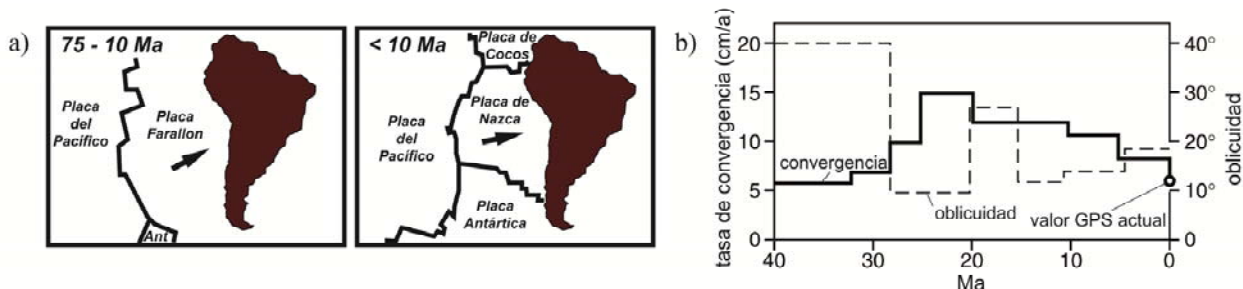 a)
75 - 10 Ma
Placa
del
Pacífico
Placa
Farallon
Ant
< 10 Ma
Placa de
Cocos
Placa de
Nazca
Placa
del
Pacífico
Placa
Antártica
b)
tasa de convergencia (cm/a)
20
15
10
5
0
convergencia
oblicuidad
valor GPS actual
40°
30°
20°
10°
0
oblicuidad
40
30
20
10
0
Ma